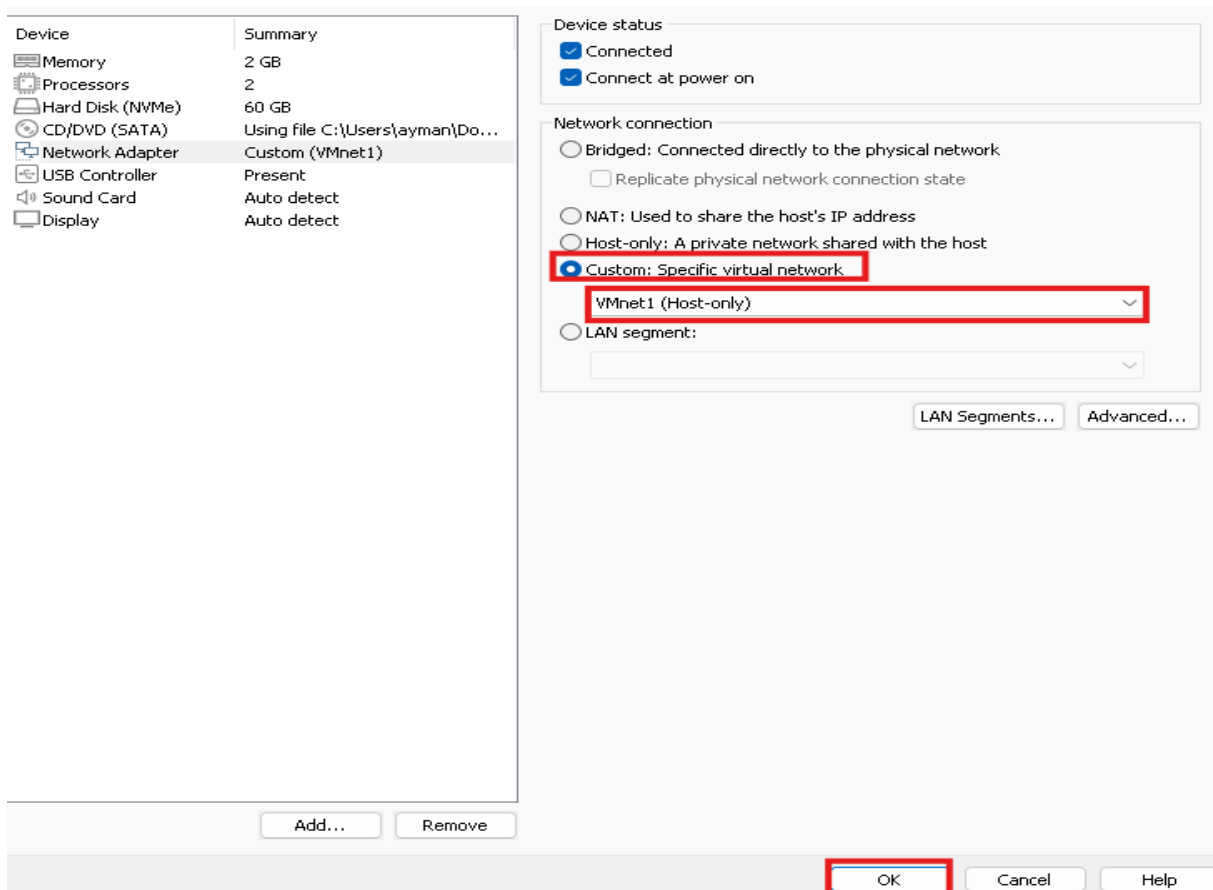 Device Summary
Memory 2 GB
Processors 2
Hard Disk (NVMe) 60 GB
CD/DVD (SATA) Using file C:\Users\ayman\Do...
Network Adapter Custom (VMnet1)
USB Controller Present
Sound Card Auto detect
Display Auto detect
Add... Remove
Device status
Connected
Connect at power on
Network connection
Bridged: Connected directly to the physical network
Replicate physical network connection state
NAT: Used to share the host's IP address
Host-only: A private network shared with the host
Custom: Specific virtual network
VMnet1 (Host-only)
LAN segment:
LAN Segments... Advanced...
OK Cancel Help